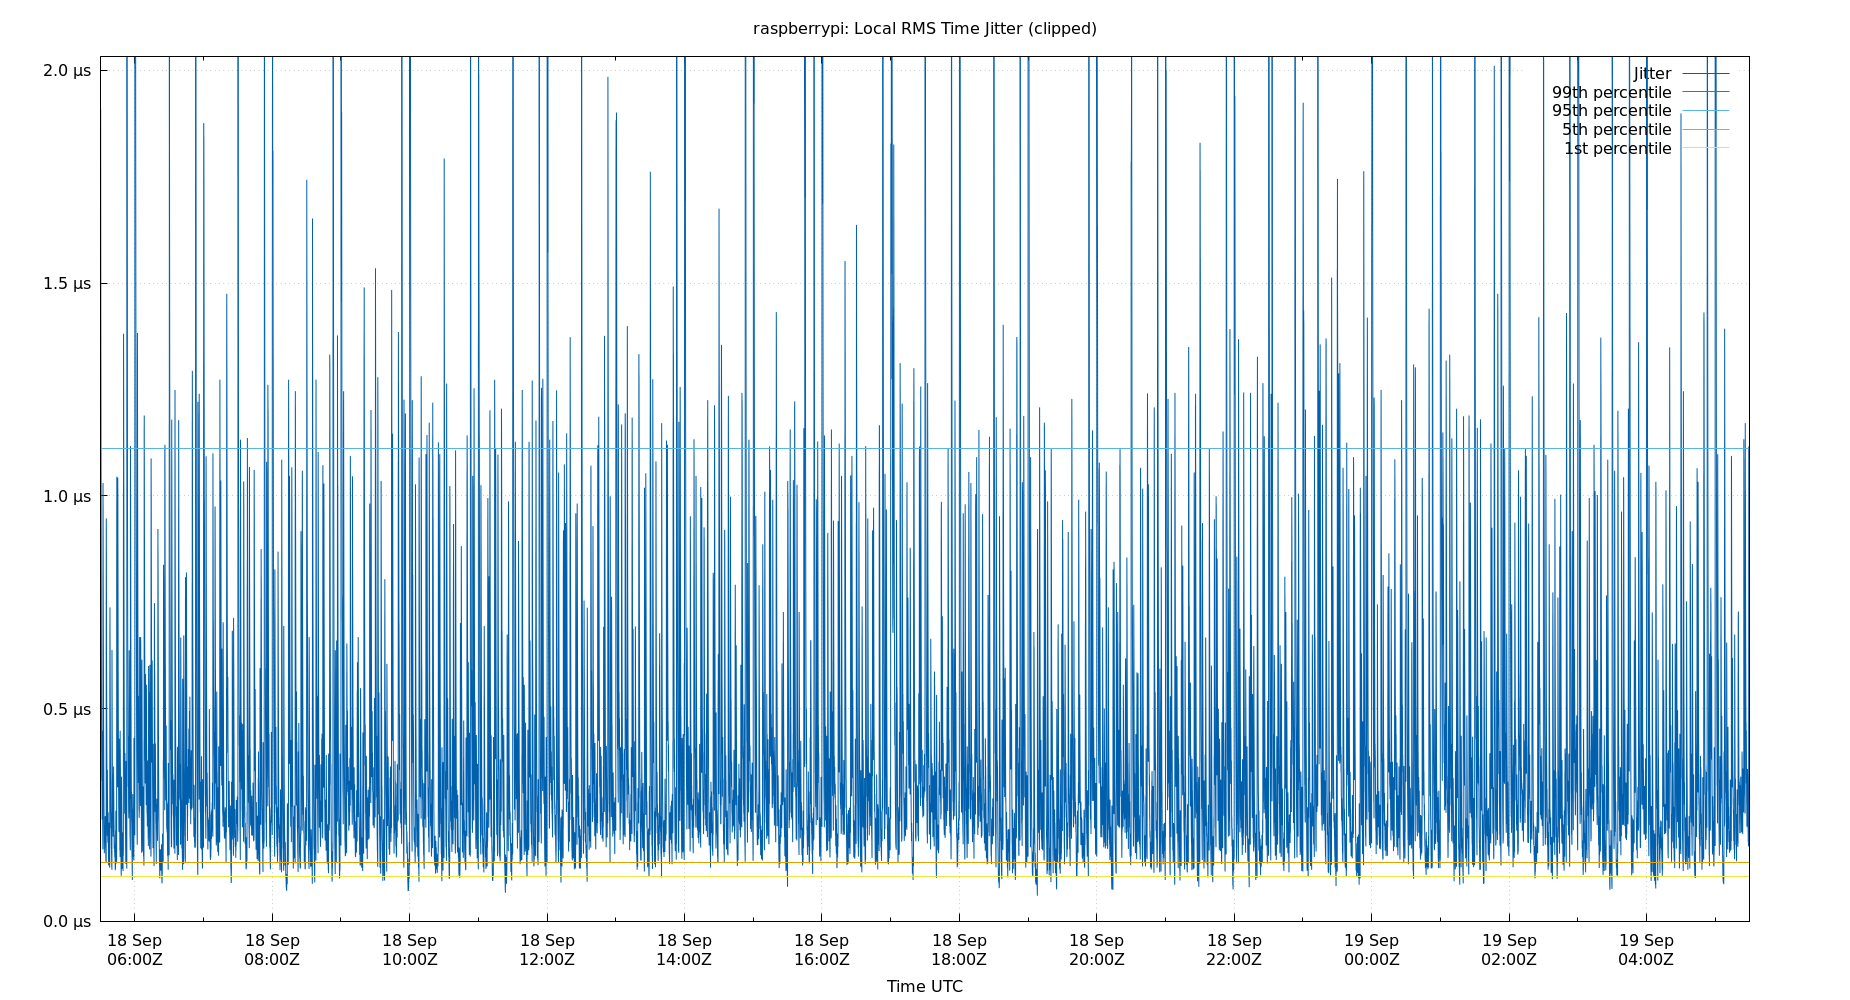 raspberrypi: Local RMS Time Jitter (clipped)
2.0 µs
1.5 µs
1.0 µs
0.5 µs
0.0 µs
Jitter
99th percentile
95th percentile
5th percentile
1st percentile
18 Sep 18 Sep 18 Sep 18 Sep 18 Sep 18 Sep 18 Sep 18 Sep 18 Sep 19 Sep 19 Sep 19 Sep
06:00Z 08:00Z 10:00Z 12:00Z 14:00Z 16:00Z 18:00Z 20:00Z 22:00Z 00:00Z 02:00Z 04:00Z
Time UTC